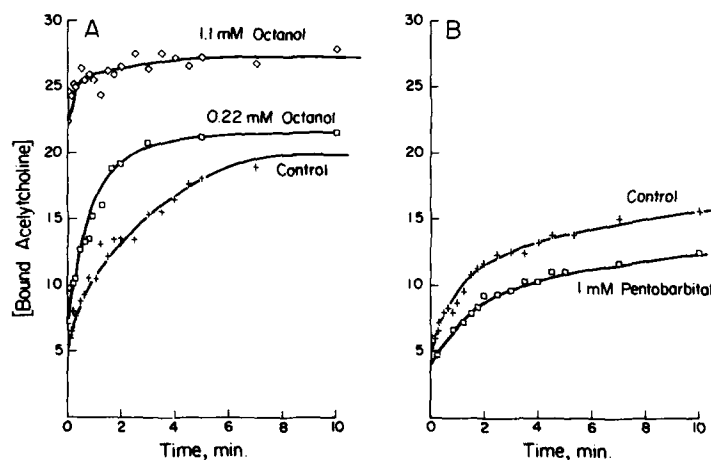 A
30
25
20
15
10
5
[Bound Acelytcholine]
1.1 mM Octanol
0.22 mM Octanol
Control
0 2 4 6 8 10
Time, min.
B
30
25
20
15
10
5
Control
1 mM Pentobarbital
0 2 4 6 8 10
Time, min.